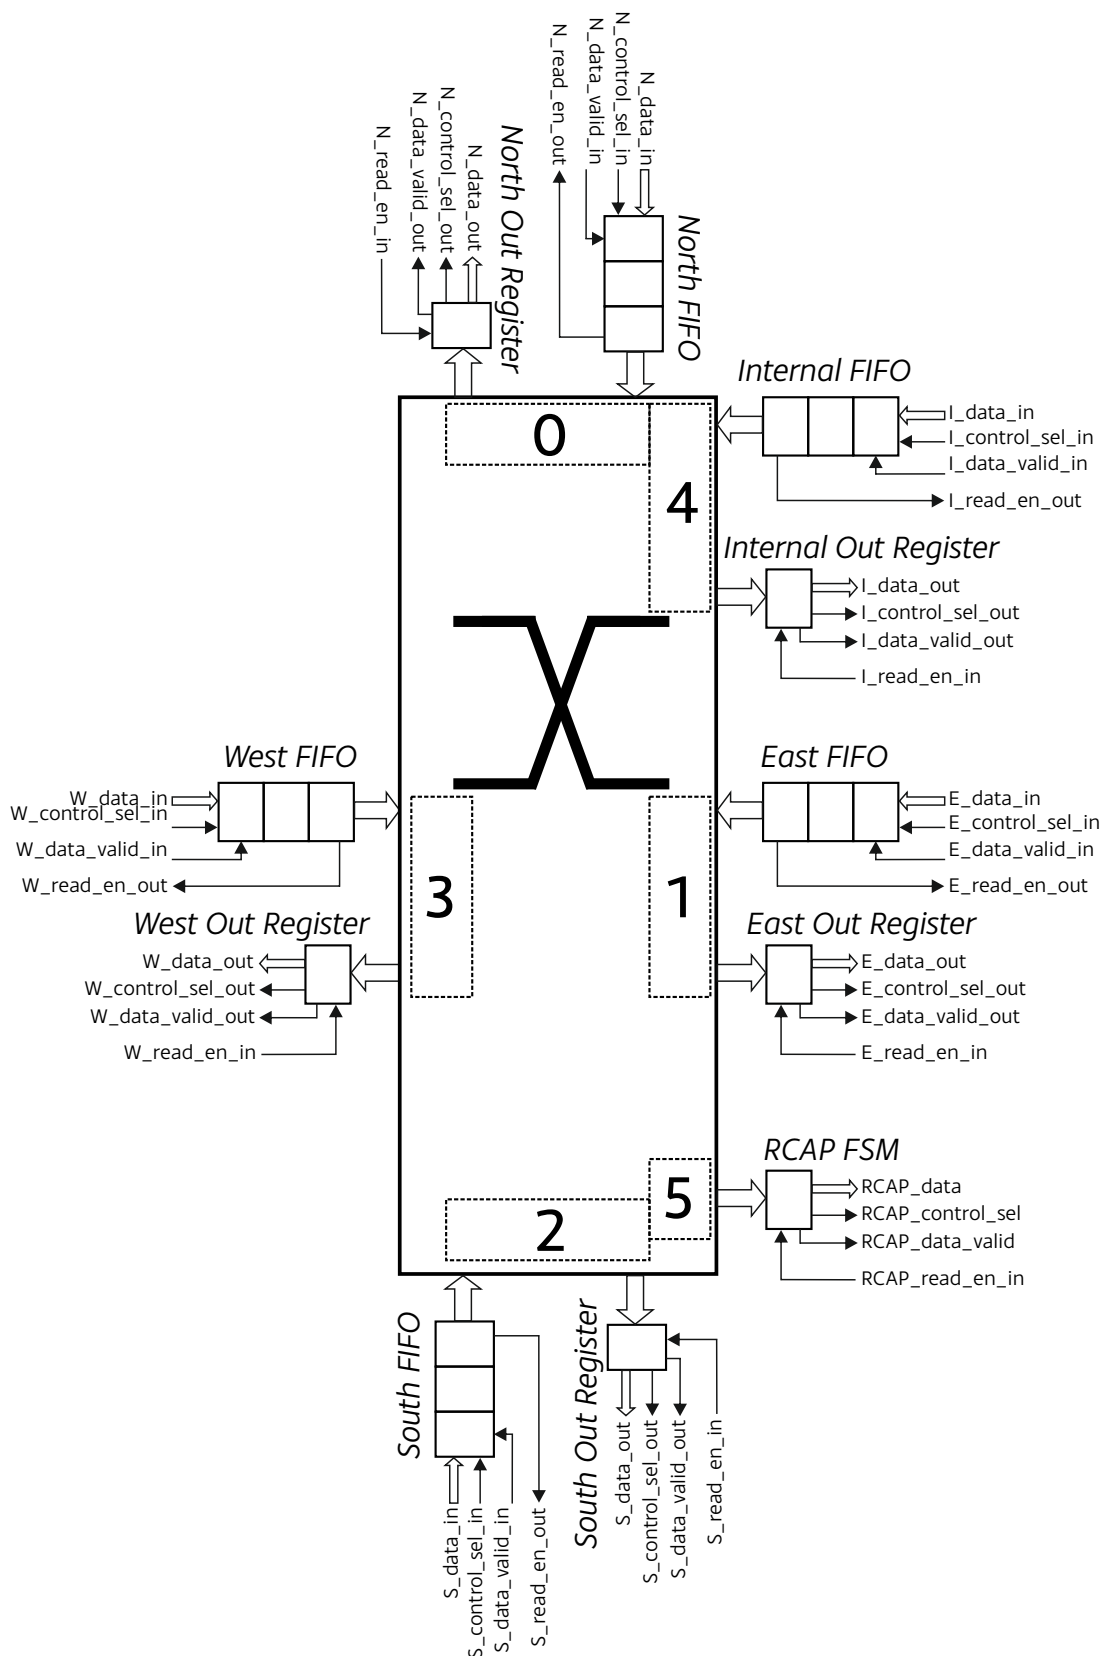 N_read_en_in
N_data_valid_out
N_control_sel_out
N_data_out
North Out Register
N_read_en_out
N_data_valid_in
N_control_sel_in
N_data_in
North FIFO
Internal FIFO
I_data_in
I_control_sel_in
I_data_valid_in
I_read_en_out
0
4
Internal Out Register
I_data_out
I_control_sel_out
I_data_valid_out
I_read_en_in
West FIFO
W_data_in
W_control_sel_in
W_data_valid_in
W_read_en_out
East FIFO
E_data_in
E_control_sel_in
E_data_valid_in
E_read_en_out
3
1
West Out Register
W_data_out
W_control_sel_out
W_data_valid_out
W_read_en_in
East Out Register
E_data_out
E_control_sel_out
E_data_valid_out
E_read_en_in
RCAP FSM
RCAP_data
RCAP_control_sel
RCAP_data_valid
RCAP_read_en_in
5
2
South FIFO
S_data_in
S_control_sel_in
S_data_valid_in
S_read_en_out
South Out Register
S_data_out
S_control_sel_out
S_data_valid_out
S_read_en_in